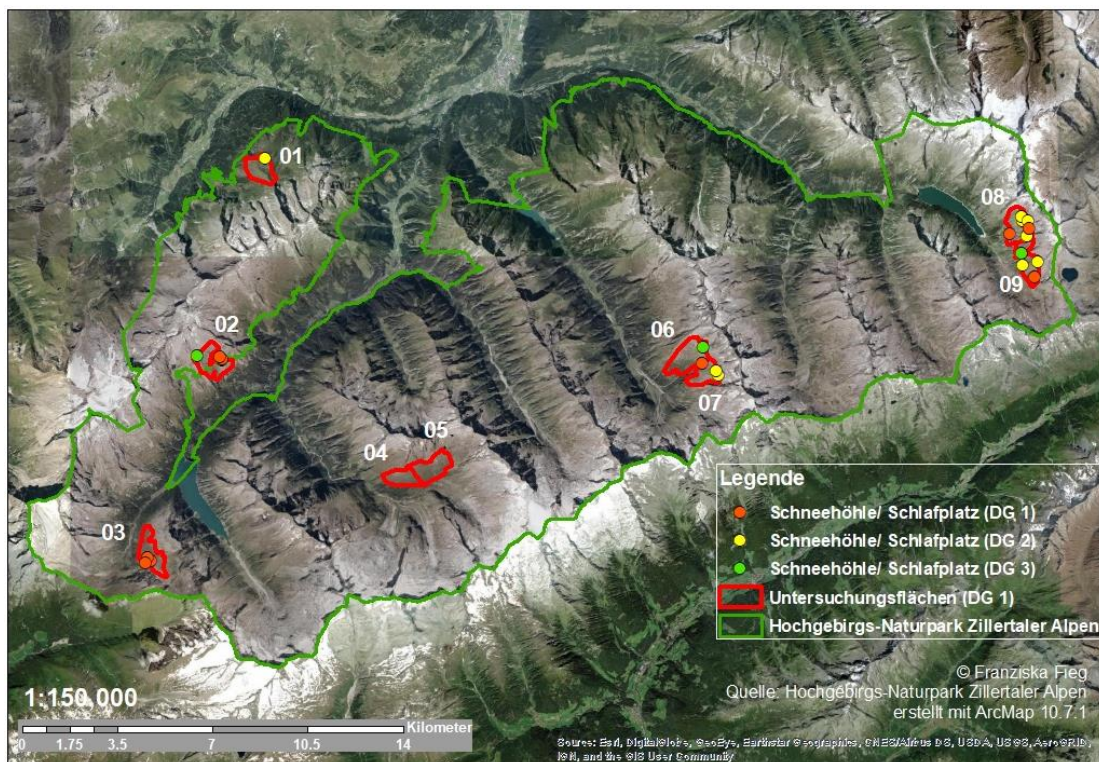 01
02
03
04
05
06
07
08
09
Legende
Schneehöhle/ Schlafplatz (DG 1)
Schneehöhle/ Schlafplatz (DG 2)
Schneehöhle/ Schlafplatz (DG 3)
Untersuchungsflächen (DG 1)
Hochgebirgs-Naturpark Zillertaler Alpen
© Franziska Fieg
Quelle: Hochgebirgs-Naturpark Zillertaler Alpen
erstellt mit ArcMap 10.7.1
1:150.000
Kilometer
0 1.75 3.5 7 10.5 14
Source: Esri, DigitalGlobe, GeoEye, Earthstar Geographics, CNES/Airbus DS, USDA, USGS, AeroGRID,
IGN, and the GIS User Community